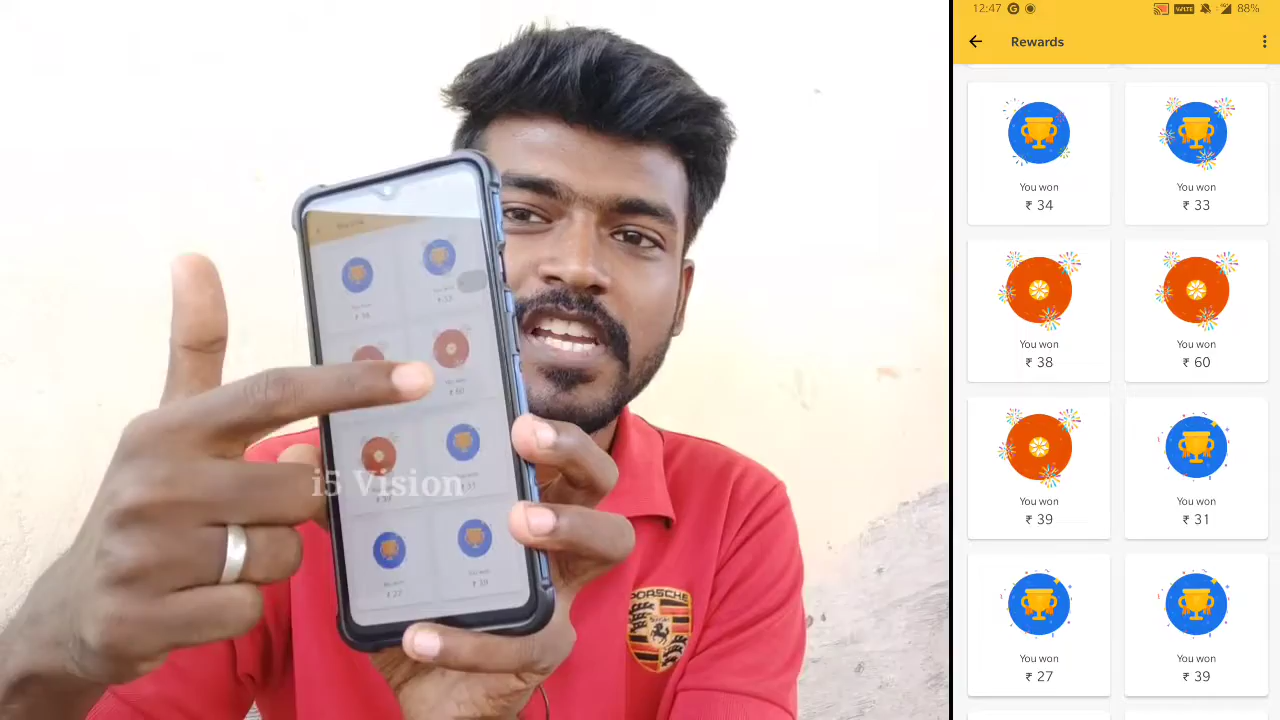 12:47
VoLTE
88%
Rewards
You won
₹ 34
You won
₹ 33
You won
₹ 38
You won
₹ 60
You won
₹ 39
You won
₹ 31
You won
₹ 27
You won
₹ 39
i5 Vision
PORSCHE